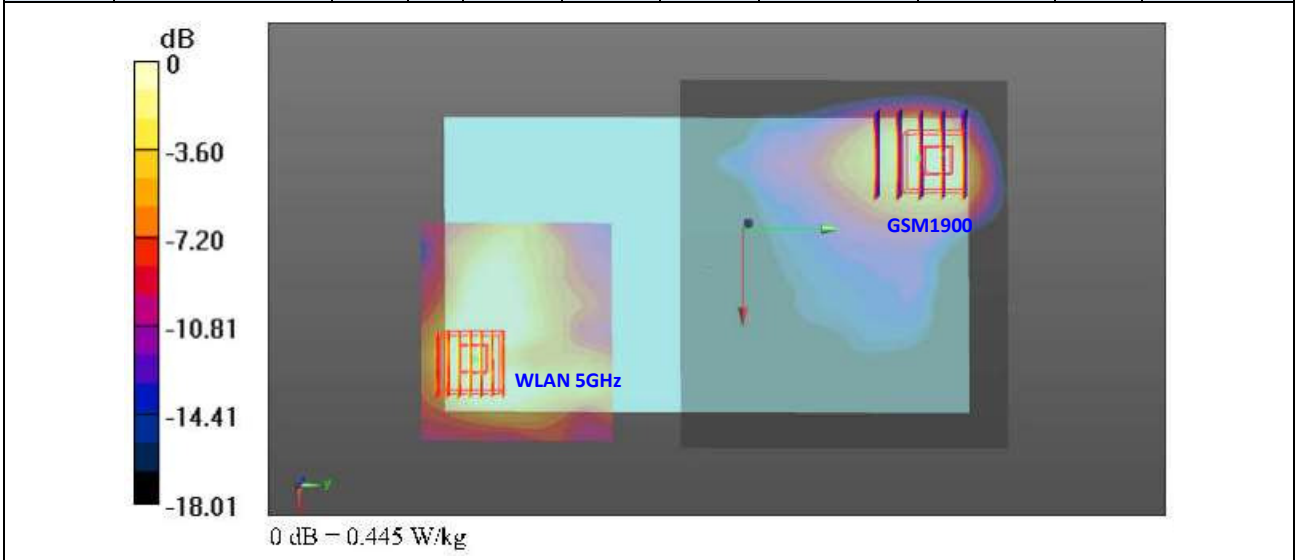 dB
0
-3.60
-7.20
-10.81
-14.41
-18.01
GSM1900
WLAN 5GHz
y
0 dB = 0.445 W/kg